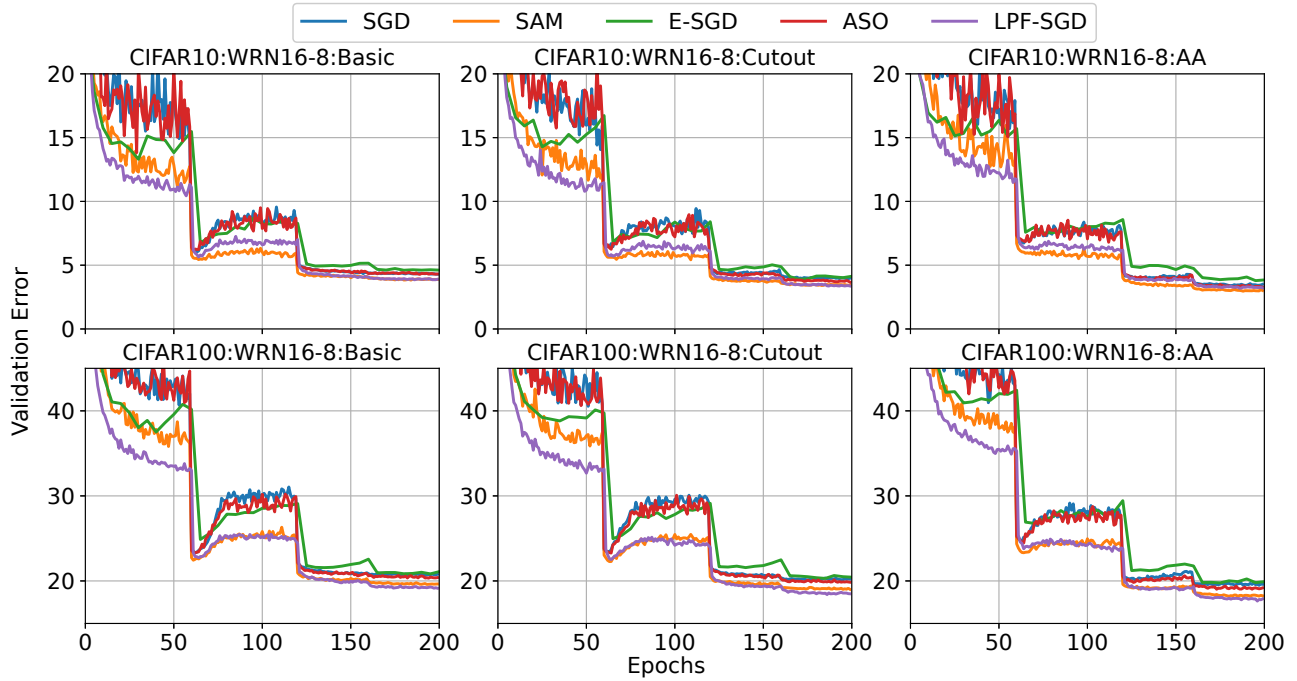 SGD SAM E-SGD ASO LPF-SGD
CIFAR10:WRN16-8:Basic CIFAR10:WRN16-8:Cutout CIFAR10:WRN16-8:AA
20 20 20
15 15 15
10 10 10
5 5 5
0 0 0
CIFAR100:WRN16-8:Basic CIFAR100:WRN16-8:Cutout CIFAR100:WRN16-8:AA
40 40 40
30 30 30
20 20 20
0 50 100 150 200 0 50 100 150 200 0 50 100 150 200
Validation Error
Epochs